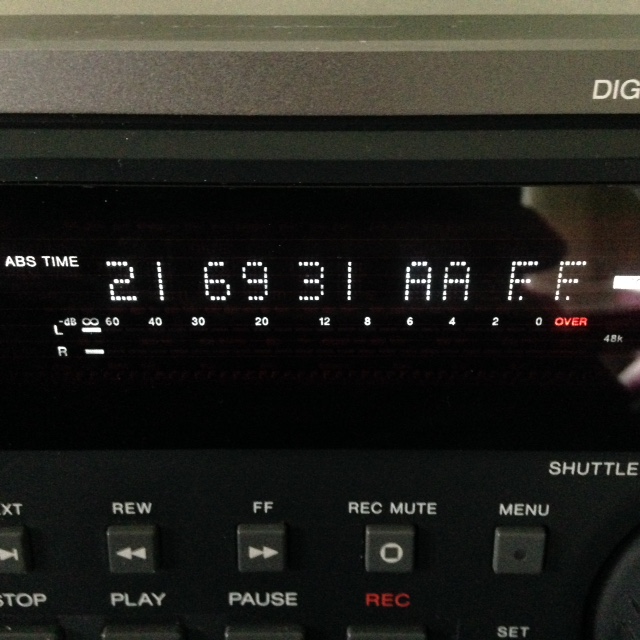 DIG
ABS TIME 21 69 31 AA FF
-dB ∞ 60 40 30 20 12 8 6 4 2 0 OVER
L
R
48k
SHUTTLE
EXT REW FF REC MUTE MENU
STOP PLAY PAUSE REC
SET